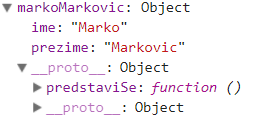 ▼ markoMarkovic: Object
ime: "Marko"
prezime: "Markovic"
▼ __proto__: Object
▶ predstaviSe: function ()
▶ __proto__: Object